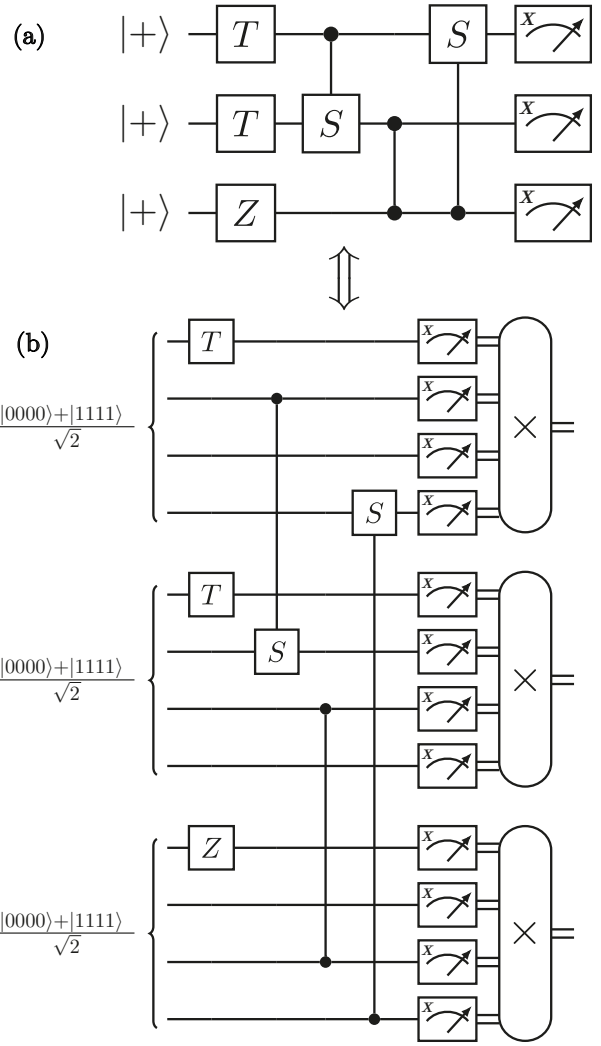 (a)
|+⟩ T S X
|+⟩ T S X
|+⟩ Z X
(b)
T X
|0000⟩+|1111⟩ X ×
√2 X
S X
T X
|0000⟩+|1111⟩ S X ×
√2 X
X
Z X
|0000⟩+|1111⟩ X ×
√2 X
X